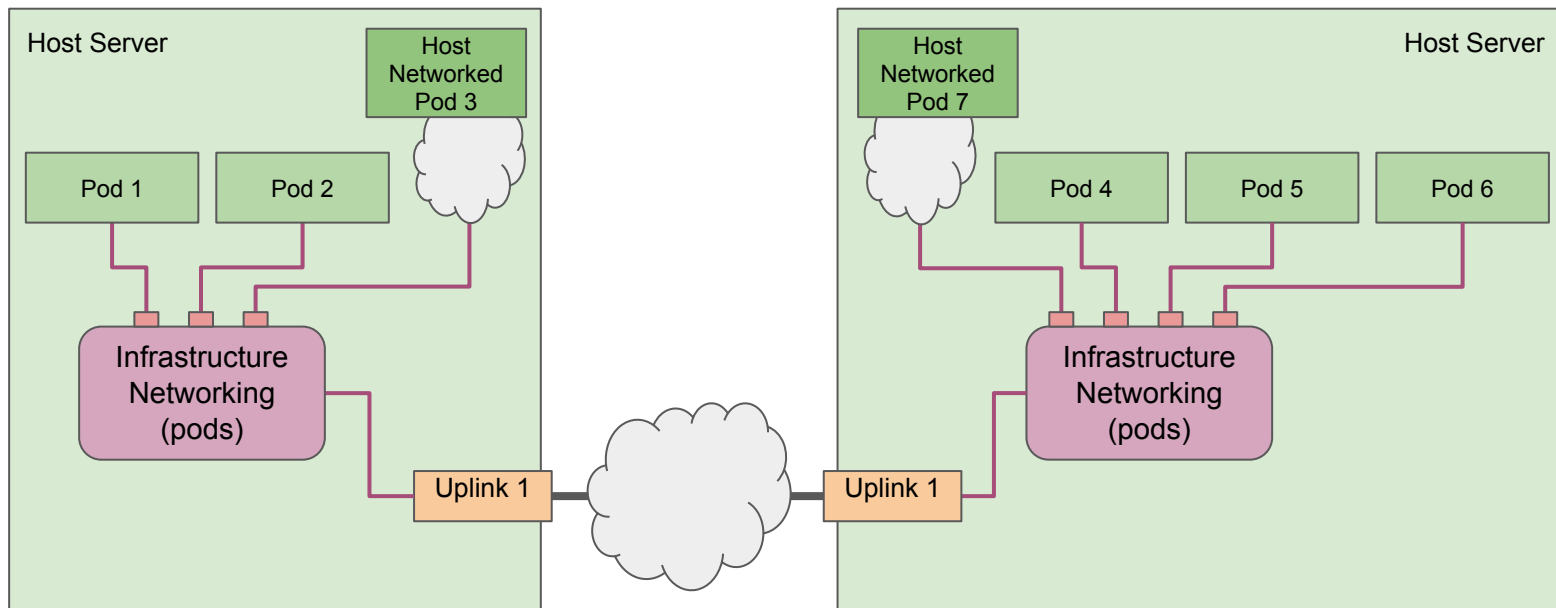 Host Server
Host
Networked
Pod 3
Pod 1
Pod 2
Infrastructure
Networking
(pods)
Uplink 1
Host Server
Host
Networked
Pod 7
Pod 4
Pod 5
Pod 6
Infrastructure
Networking
(pods)
Uplink 1